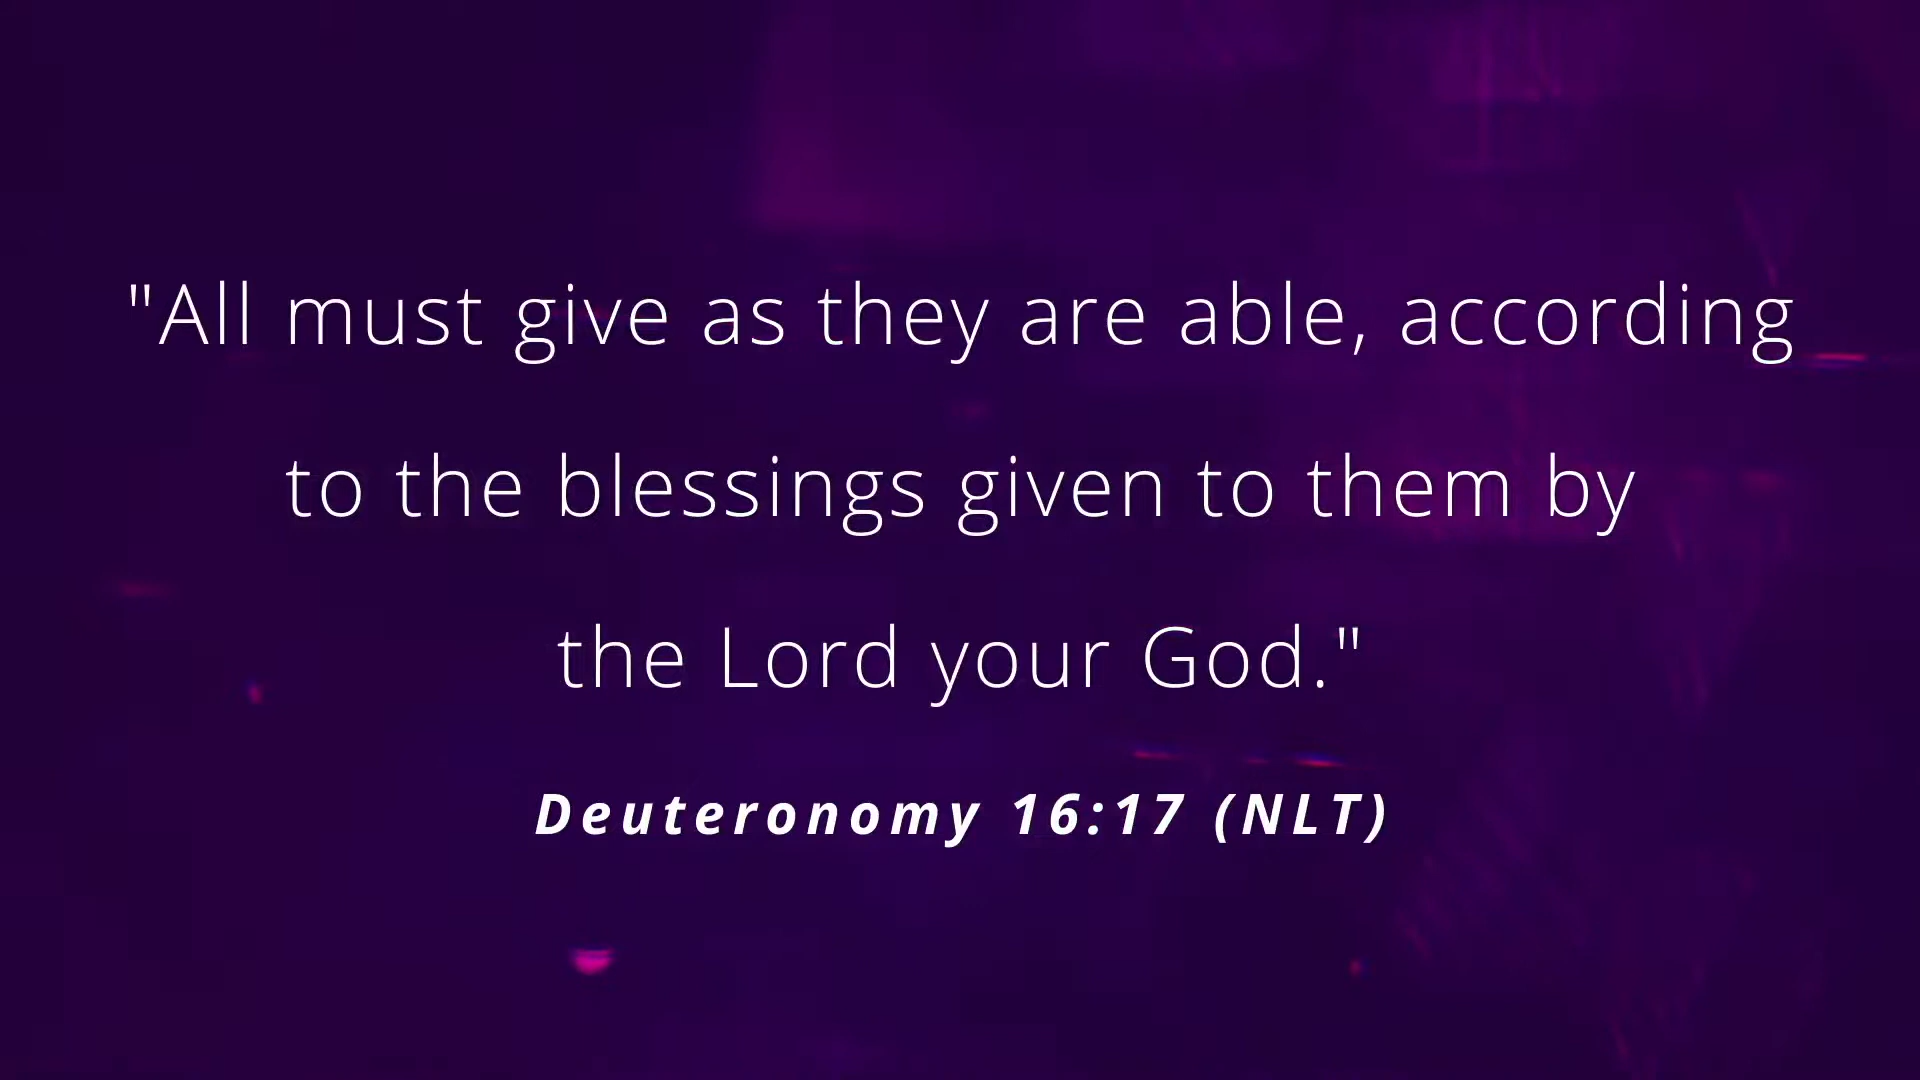 "All must give as they are able, according
to the blessings given to them by
the Lord your God."
Deuteronomy 16:17 (NLT)